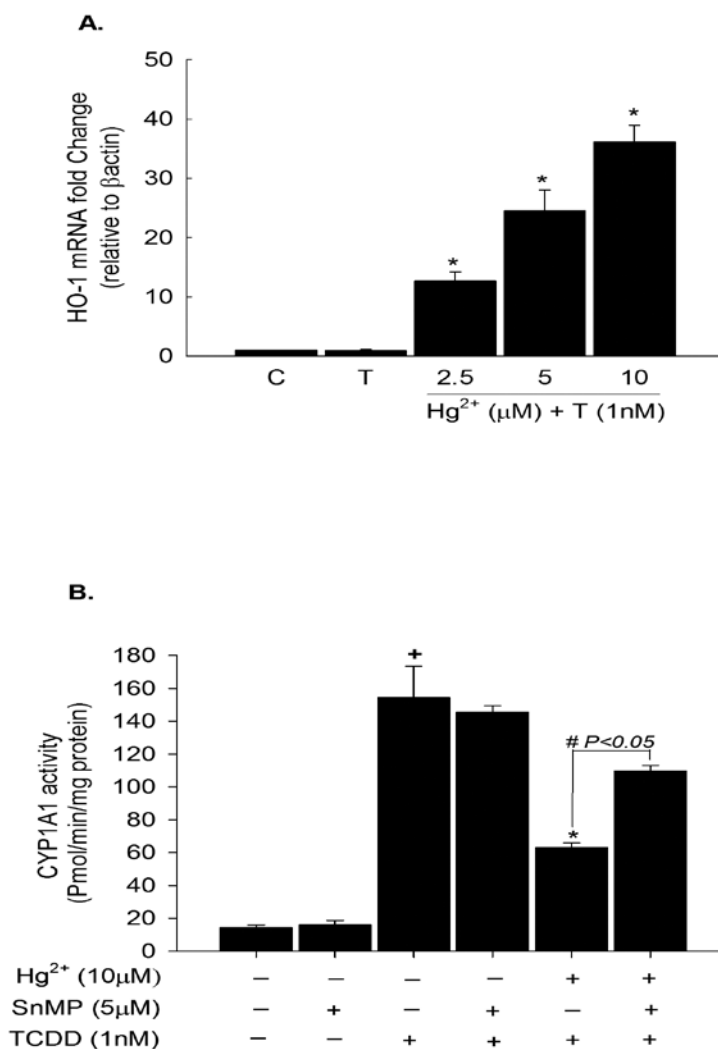 A.
HO-1 mRNA fold Change
(relative to βactin)
50
40
30
20
10
0
*
*
*
C T 2.5 5 10
Hg²⁺ (μM) + T (1nM)
B.
CYP1A1 activity
(Pmol/min/mg protein)
180
160
140
120
100
80
60
40
20
0
+
# P<0.05
*
Hg²⁺ (10μM) – – – – + +
SnMP (5μM) – + – + – +
TCDD (1nM) – – + + + +